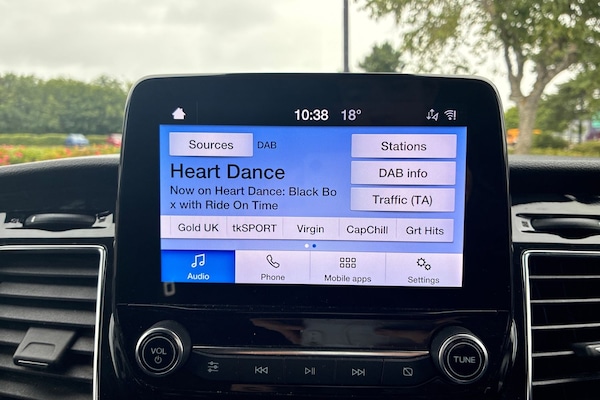 10:38 18°
Sources DAB Stations
Heart Dance
DAB info
Now on Heart Dance: Black Bo
x with Ride On Time
Traffic (TA)
Gold UK tkSPORT Virgin CapChill Grt Hits
Audio Phone Mobile apps Settings
VOL
TUNE